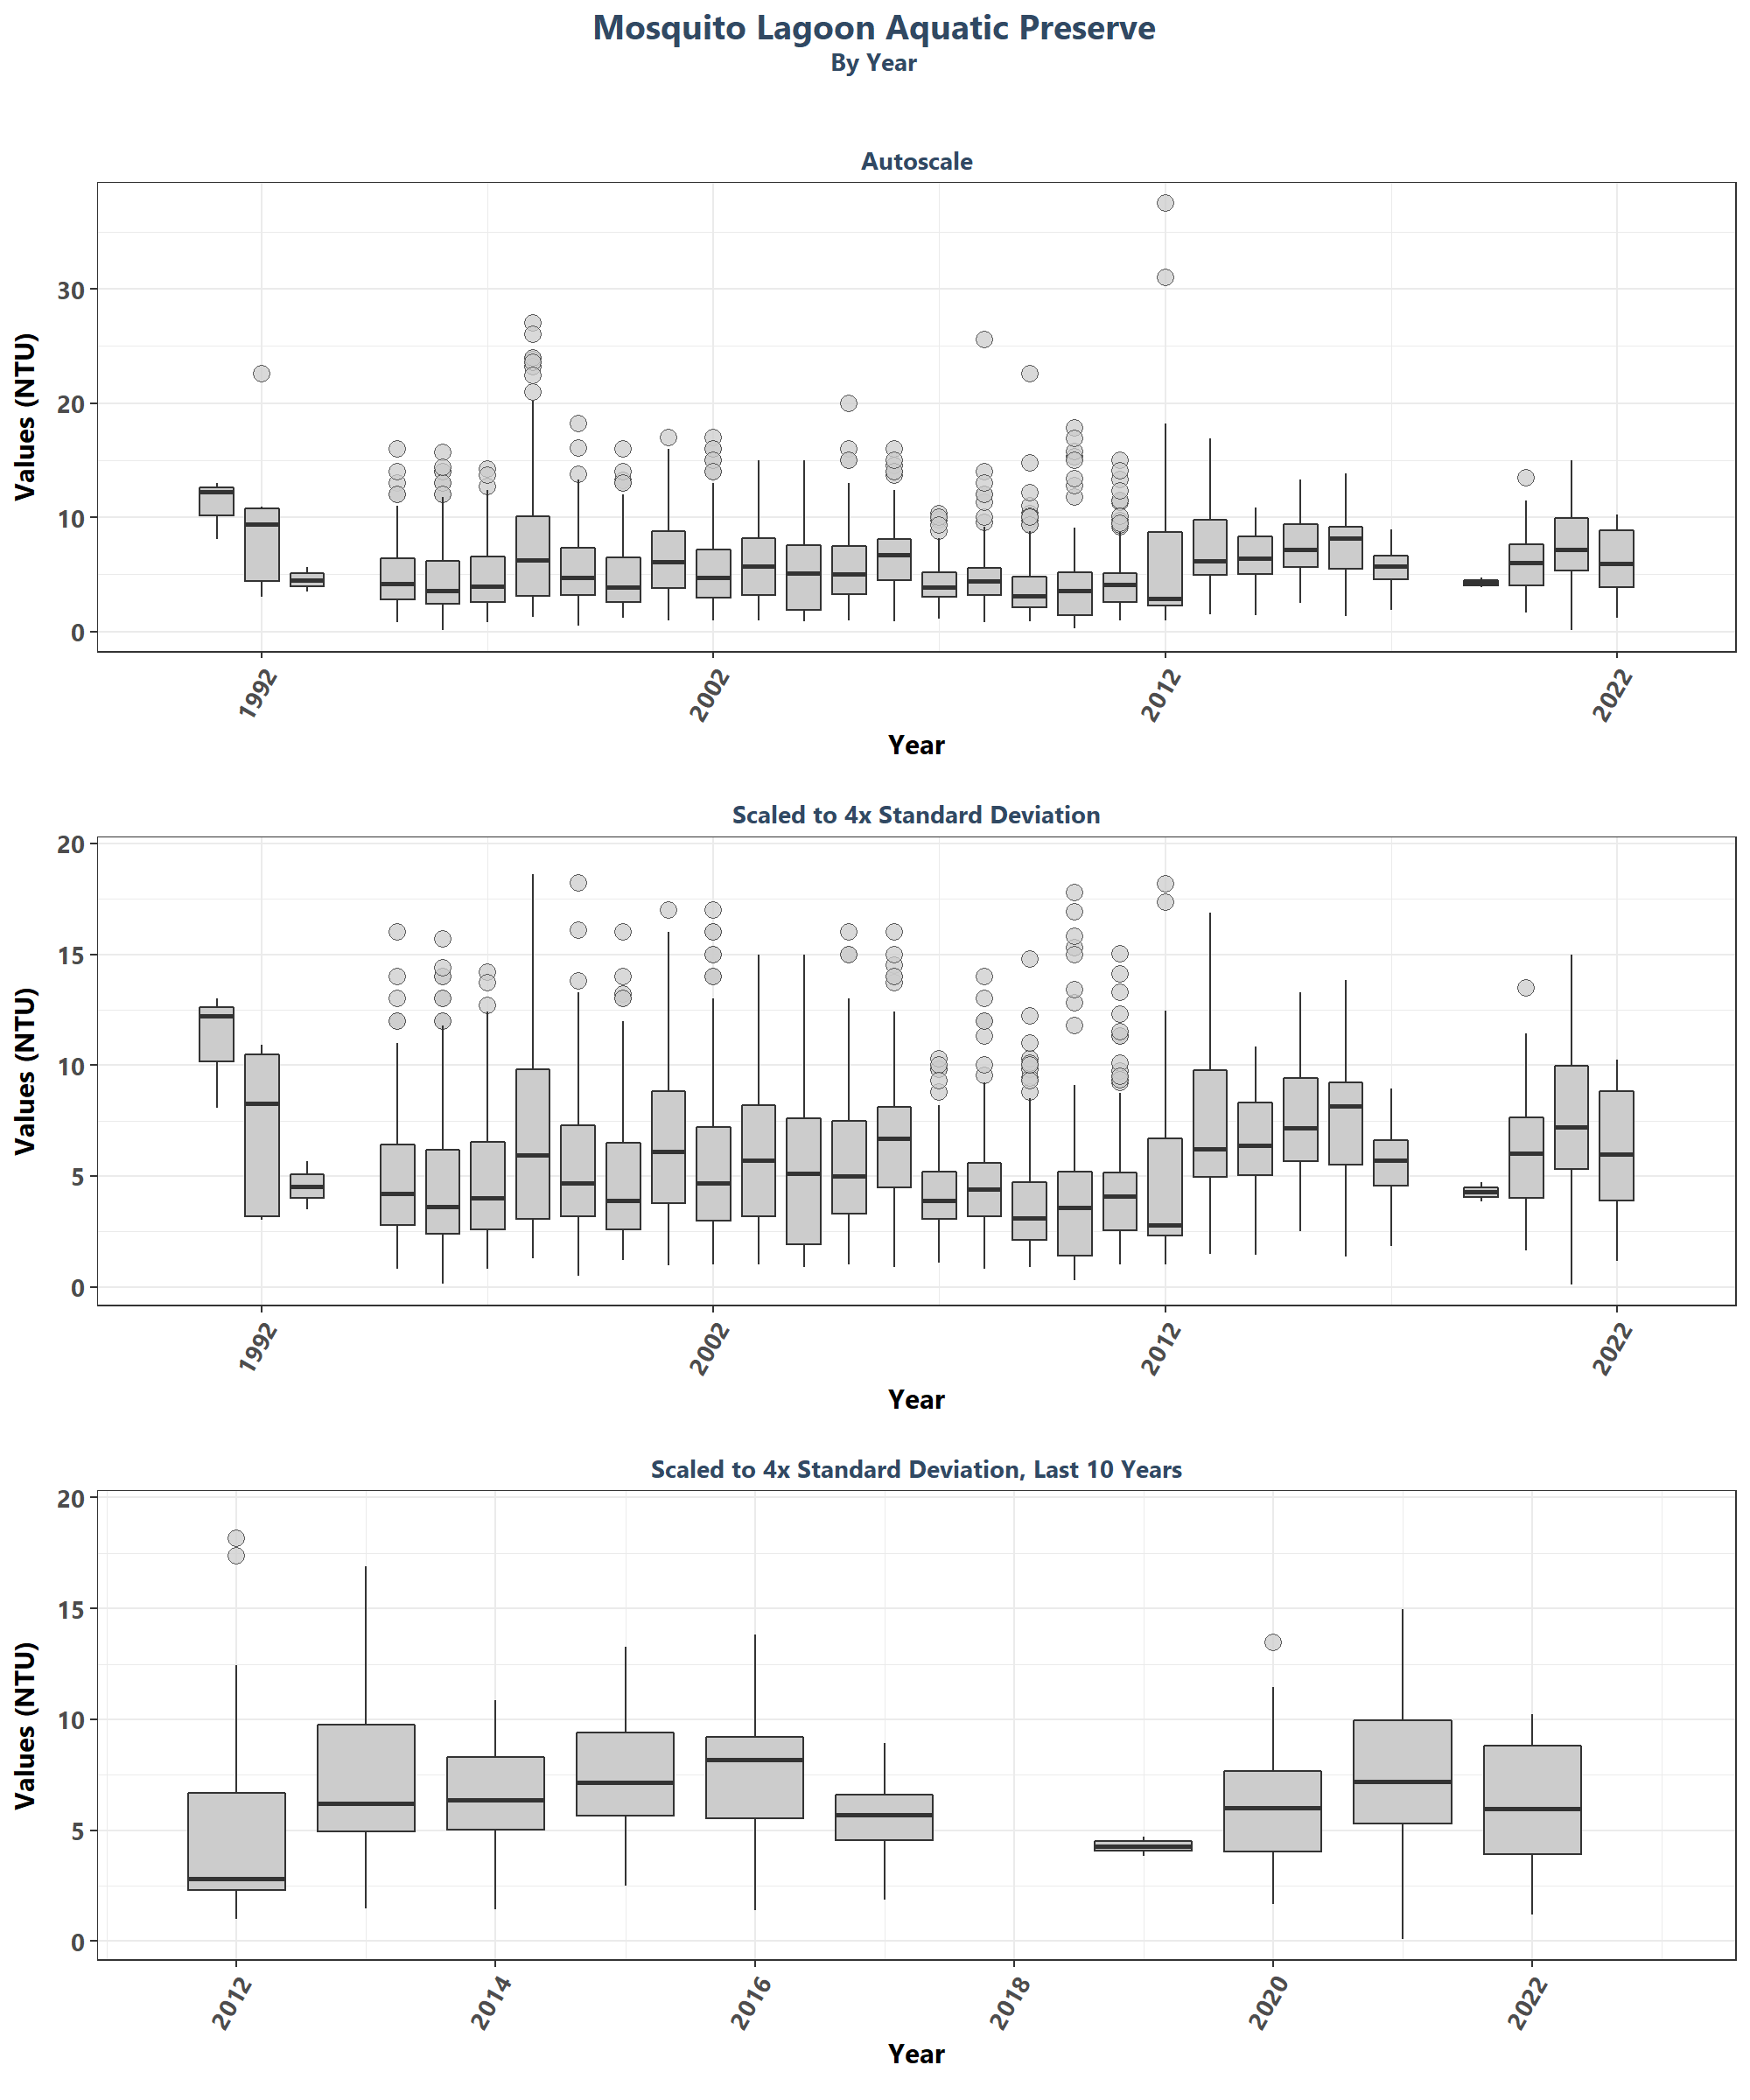 Mosquito Lagoon Aquatic Preserve
By Year
Autoscale
Values (NTU)
30
20
10
0
1992
2002
2012
2022
Year
Scaled to 4x Standard Deviation
Values (NTU)
20
15
10
5
0
1992
2002
2012
2022
Year
Scaled to 4x Standard Deviation, Last 10 Years
Values (NTU)
20
15
10
5
0
2012
2014
2016
2018
2020
2022
Year